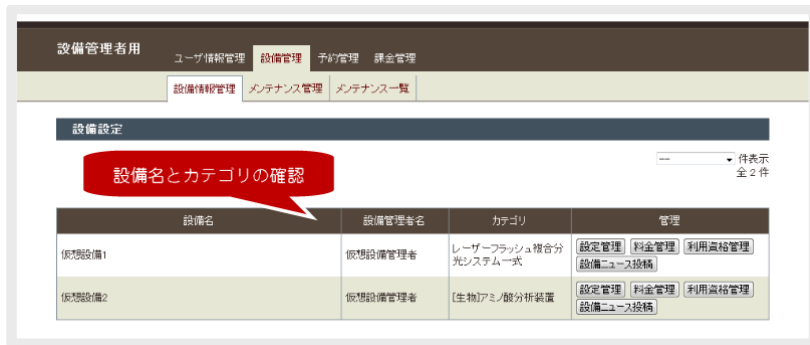 設備管理者用
ユーザ情報管理 設備管理 予約管理 課金管理
設備情報管理 メンテナンス管理 メンテナンス一覧
設備設定
-- 件表示
全2件
設備名とカテゴリの確認
設備名 設備管理者名 カテゴリ 管理
仮想設備1 仮想設備管理者 レーザーフラッシュ複合分 設定管理 料金管理 利用資格管理
光システム一式 設備ニュース投稿
仮想設備2 仮想設備管理者 [生物]アミノ酸分析装置 設定管理 料金管理 利用資格管理
設備ニュース投稿